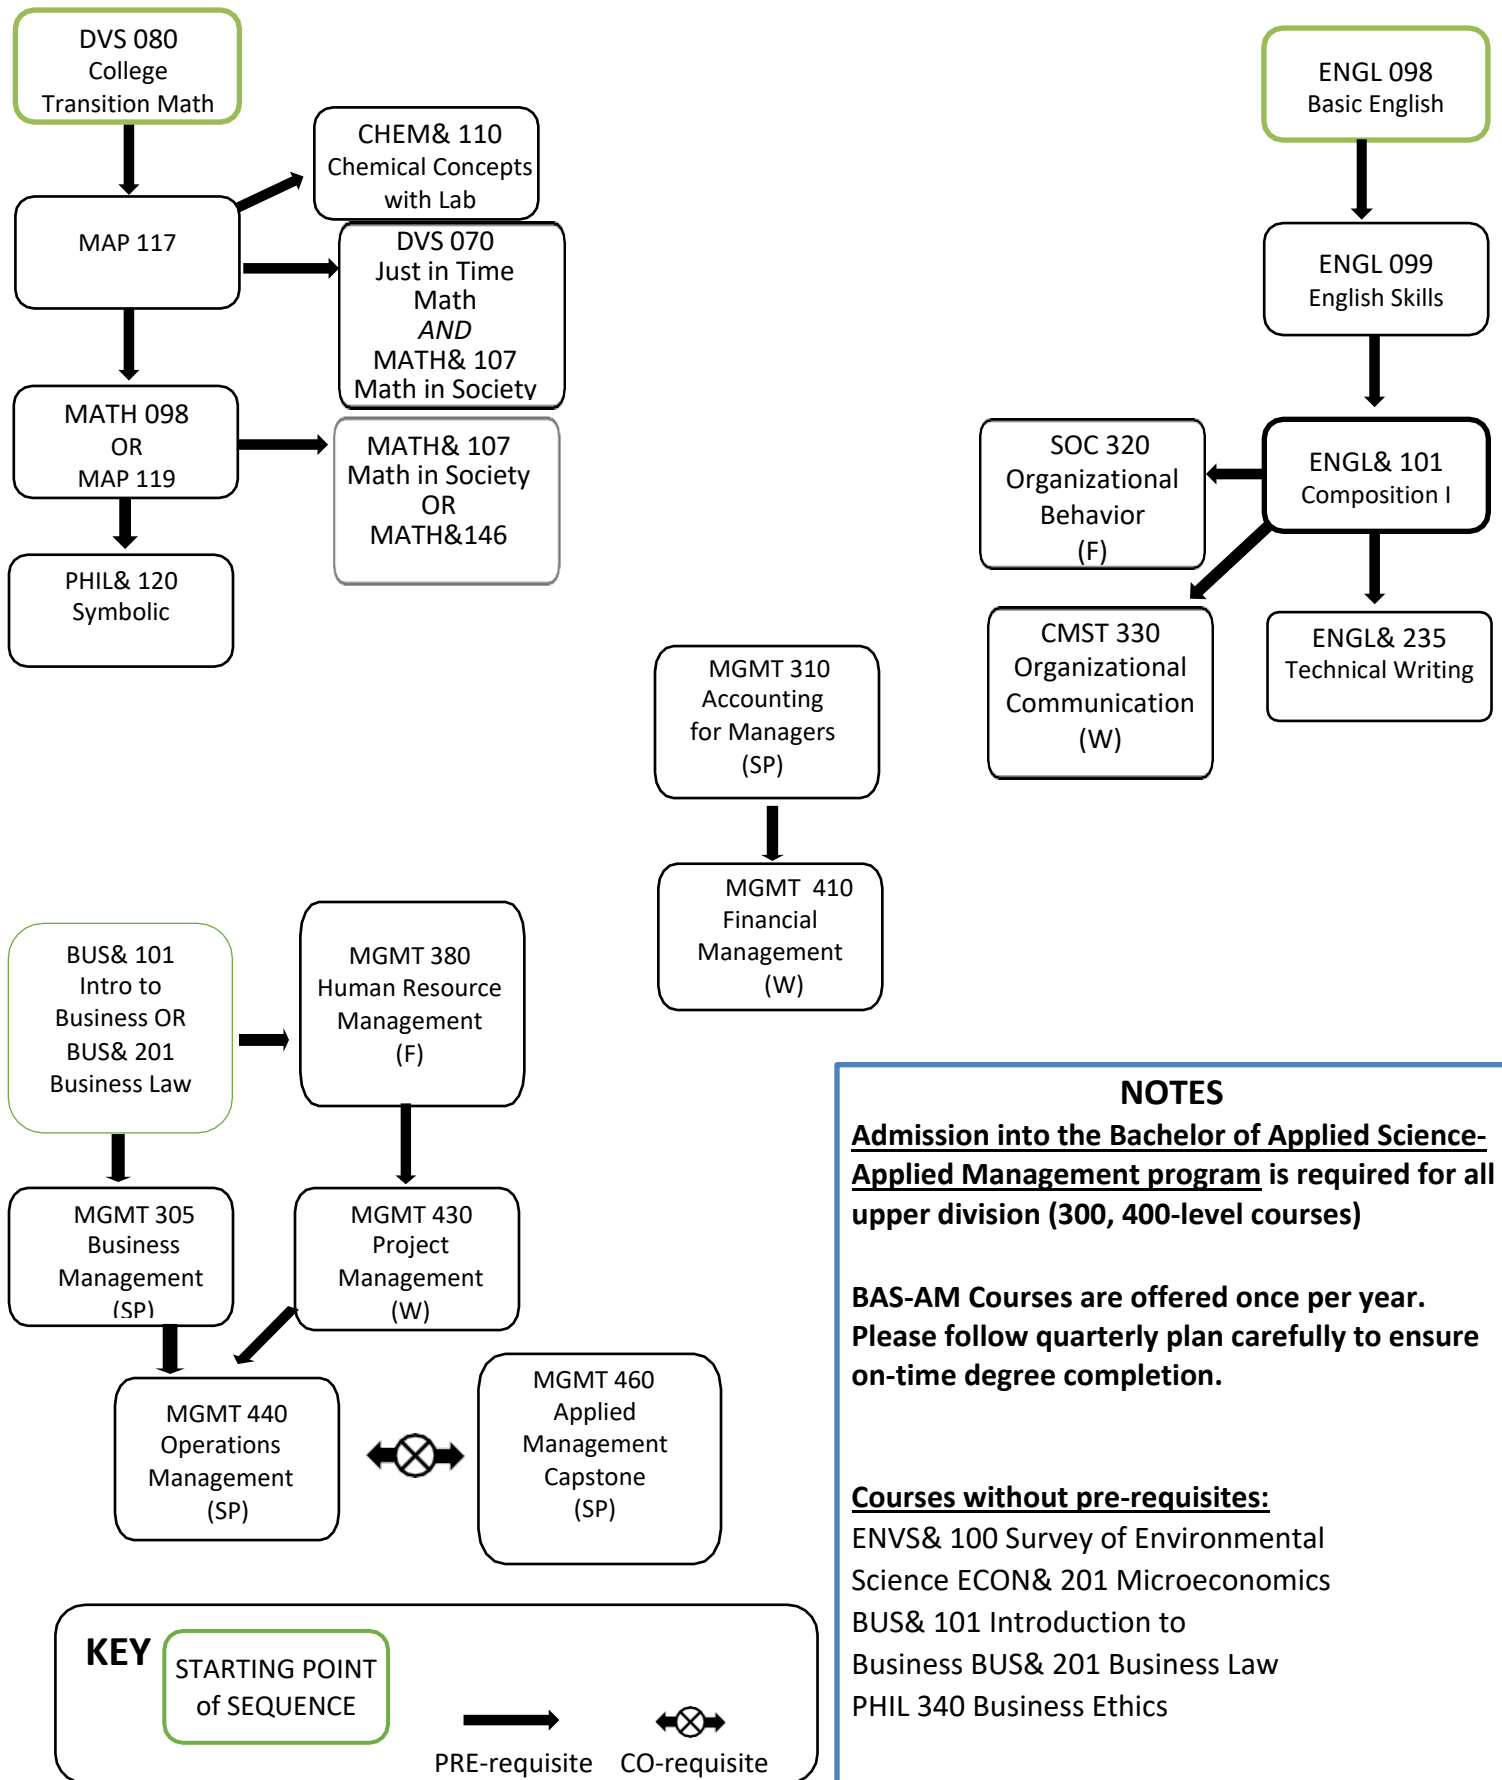 DVS 080
College
Transition Math
CHEM& 110
Chemical Concepts
with Lab
MAP 117
DVS 070
Just in Time
Math
AND
MATH& 107
Math in Society
MATH 098
OR
MAP 119
MATH& 107
Math in Society
OR
MATH&146
PHIL& 120
Symbolic
ENGL 098
Basic English
ENGL 099
English Skills
ENGL& 101
Composition I
SOC 320
Organizational
Behavior
(F)
CMST 330
Organizational
Communication
(W)
ENGL& 235
Technical Writing
MGMT 310
Accounting
for Managers
(SP)
MGMT 410
Financial
Management
(W)
BUS& 101
Intro to
Business OR
BUS& 201
Business Law
MGMT 380
Human Resource
Management
(F)
MGMT 305
Business
Management
(SP)
MGMT 430
Project
Management
(W)
MGMT 440
Operations
Management
(SP)
MGMT 460
Applied
Management
Capstone
(SP)
KEY
STARTING POINT
of SEQUENCE
PRE-requisite
CO-requisite
NOTES
Admission into the Bachelor of Applied Science-
Applied Management program is required for all
upper division (300, 400-level courses)
BAS-AM Courses are offered once per year.
Please follow quarterly plan carefully to ensure
on-time degree completion.
Courses without pre-requisites:
ENVS& 100 Survey of Environmental
Science ECON& 201 Microeconomics
BUS& 101 Introduction to
Business BUS& 201 Business Law
PHIL 340 Business Ethics